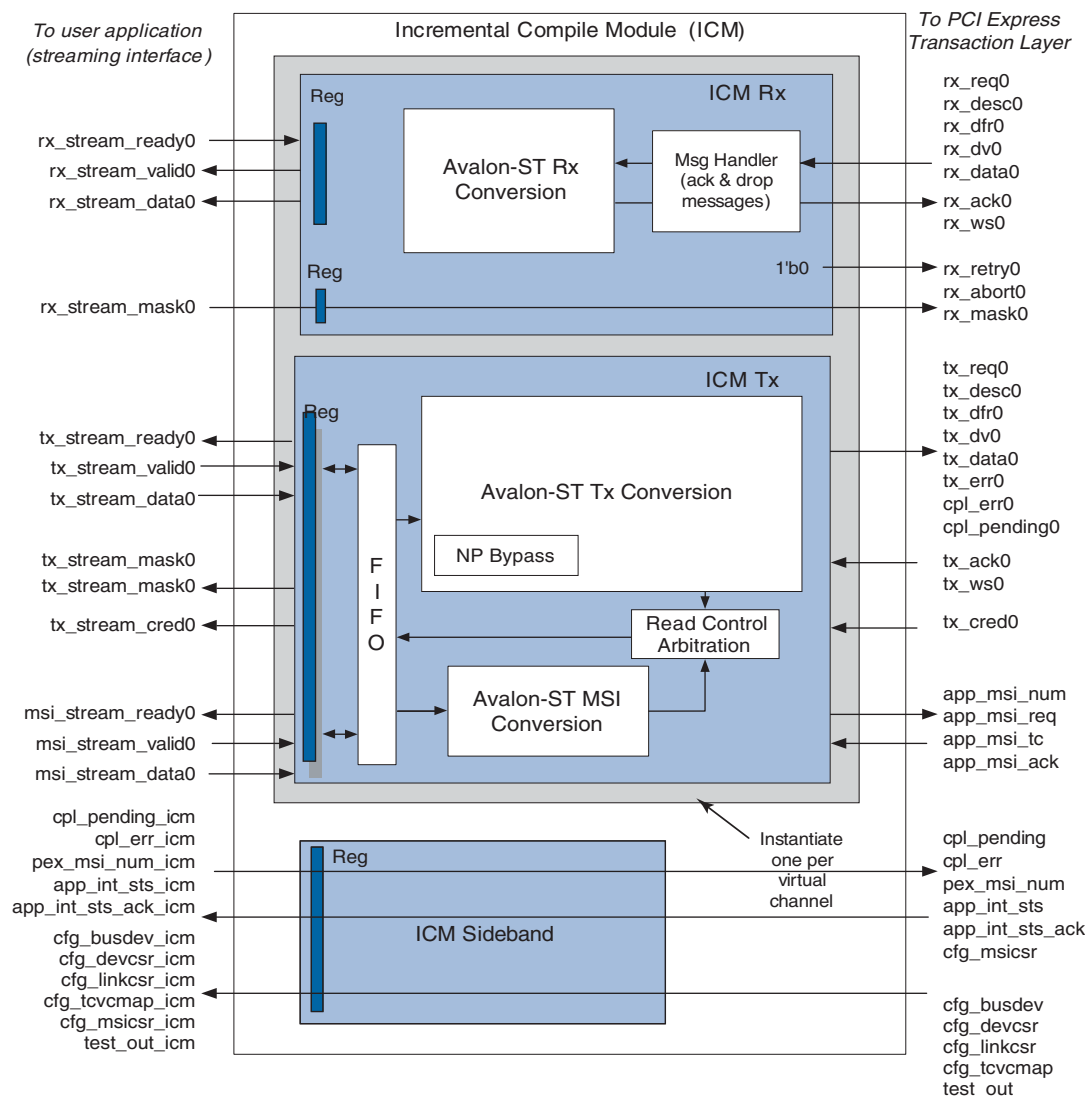 To user application
(streaming interface)
Incremental Compile Module (ICM)
To PCI Express
Transaction Layer
ICM Rx
Reg
Avalon-ST Rx
Conversion
Msg Handler
(ack & drop
messages)
rx_stream_ready0
rx_stream_valid0
rx_stream_data0
rx_req0
rx_desc0
rx_dfr0
rx_dv0
rx_data0
rx_ack0
rx_ws0
Reg
1'b0
rx_stream_mask0
rx_retry0
rx_abort0
rx_mask0
ICM Tx
Reg
tx_stream_ready0
tx_stream_valid0
tx_stream_data0
tx_stream_mask0
tx_stream_mask0
tx_stream_cred0
msi_stream_ready0
msi_stream_valid0
msi_stream_data0
F
I
F
O
Avalon-ST Tx Conversion
NP Bypass
Read Control
Arbitration
Avalon-ST MSI
Conversion
tx_req0
tx_desc0
tx_dfr0
tx_dv0
tx_data0
tx_err0
cpl_err0
cpl_pending0
tx_ack0
tx_ws0
tx_cred0
app_msi_num
app_msi_req
app_msi_tc
app_msi_ack
Instantiate
one per
virtual
channel
cpl_pending_icm
cpl_err_icm
pex_msi_num_icm
app_int_sts_icm
app_int_sts_ack_icm
cfg_busdev_icm
cfg_devcsr_icm
cfg_linkcsr_icm
cfg_tcvcmap_icm
cfg_msicsr_icm
test_out_icm
Reg
ICM Sideband
cpl_pending
cpl_err
pex_msi_num
app_int_sts
app_int_sts_ack
cfg_msicsr
cfg_busdev
cfg_devcsr
cfg_linkcsr
cfg_tcvcmap
test_out